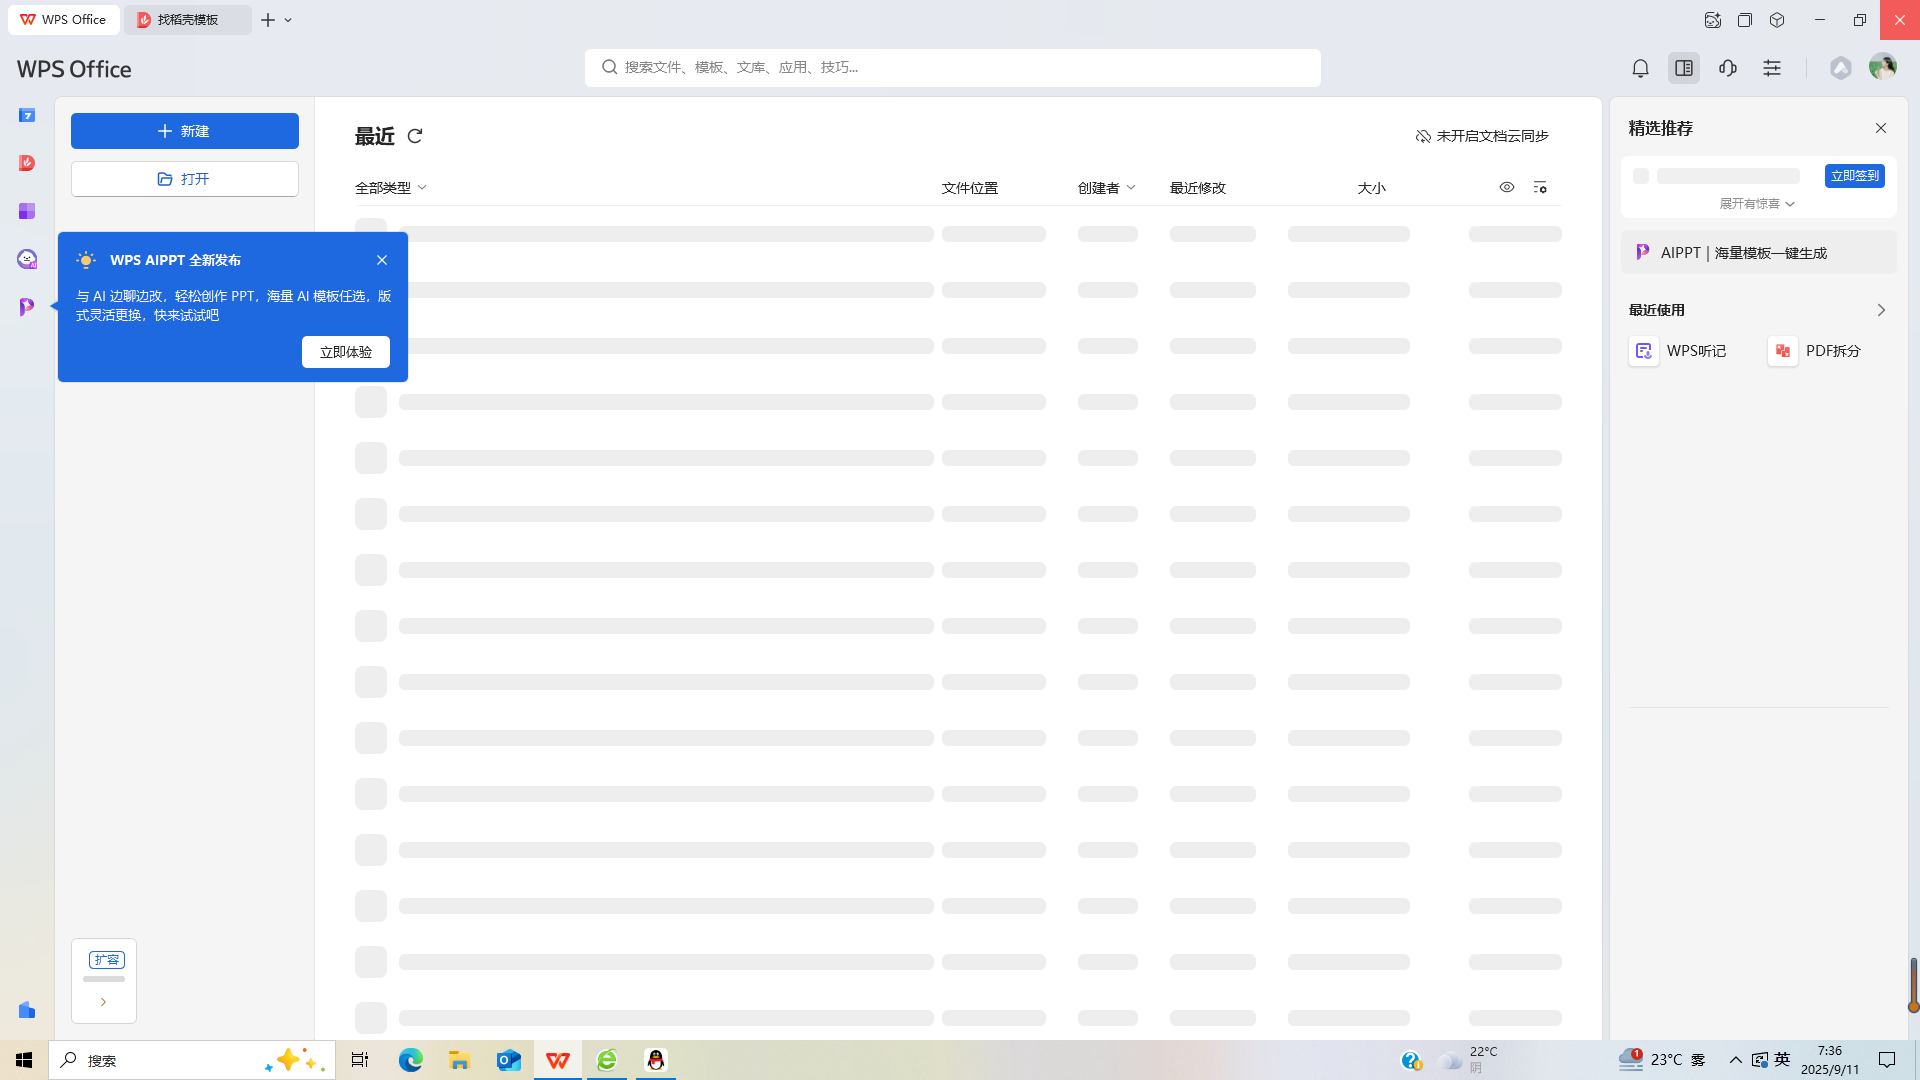 WPS Office
找稻壳模板
WPS Office
搜索文件、模板、文库、应用、技巧...
新建
打开
最近
未开启文档云同步
全部类型
文件位置
创建者
最近修改
大小
WPS AIPPT 全新发布
与 AI 边聊边改，轻松创作 PPT，海量 AI 模板任选，版
式灵活更换，快来试试吧
立即体验
精选推荐
立即签到
展开有惊喜
AIPPT | 海量模板一键生成
最近使用
WPS听记
PDF拆分
扩容
搜索
22°C
阴
1
23°C 雾
英
7:36
2025/9/11